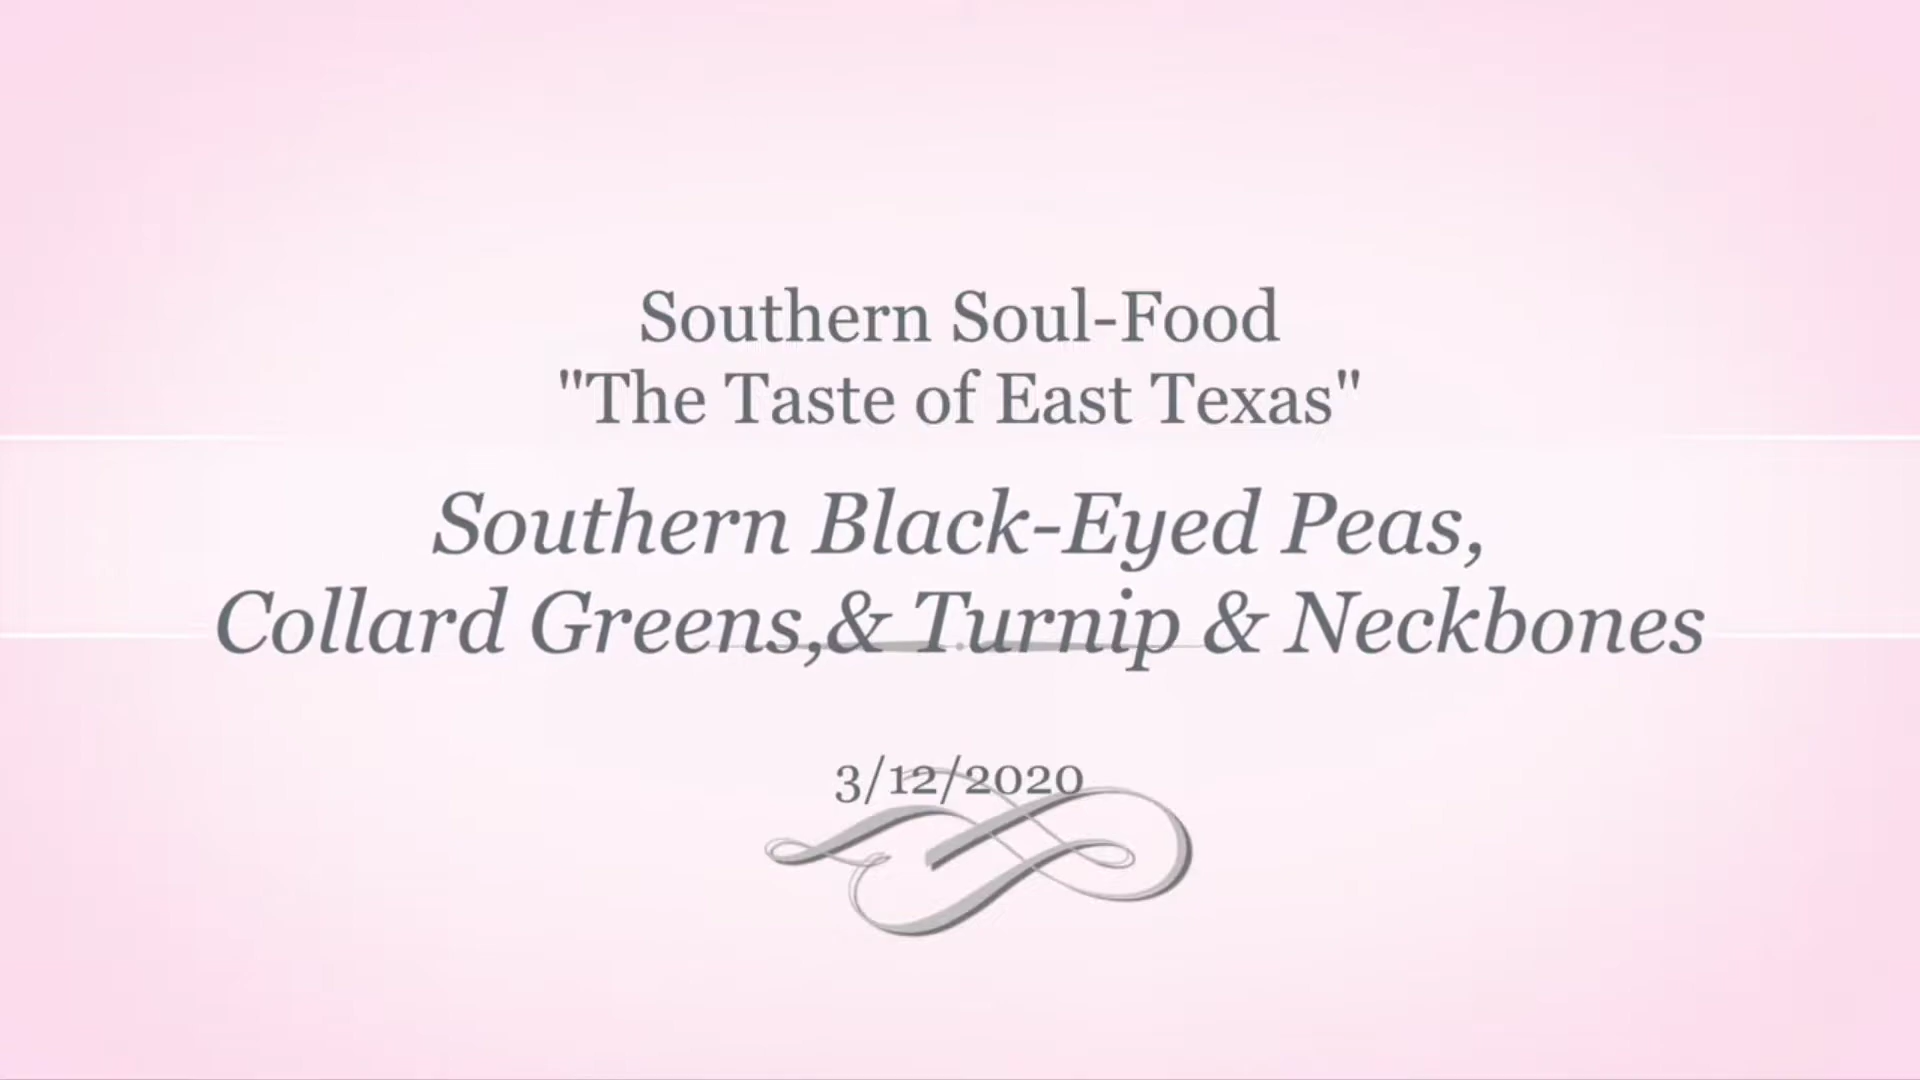 Southern Soul-Food
"The Taste of East Texas"
Southern Black-Eyed Peas,
Collard Greens,& Turnip & Neckbones
3/12/2020